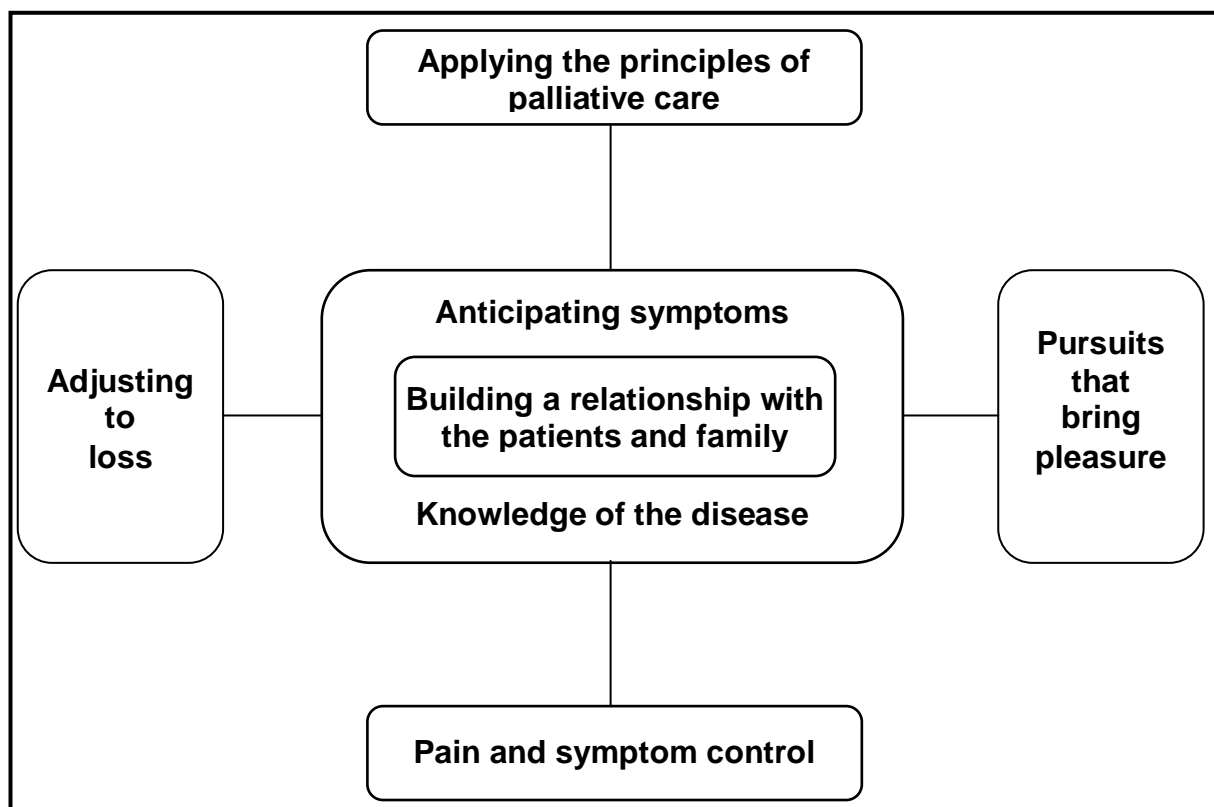 Applying the principles of
palliative care
Anticipating symptoms
Adjusting
to
loss
Building a relationship with
the patients and family
Pursuits
that
bring
pleasure
Knowledge of the disease
Pain and symptom control